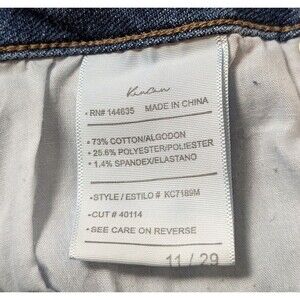 KanCan
• RN# 144635 MADE IN CHINA
• 73% COTTON/ALGODON
• 25.6% POLYESTER/POLIESTER
• 1.4% SPANDEX/ELASTANO
• STYLE / ESTILO # KC7189M
• CUT # 40114
• SEE CARE ON REVERSE
11 / 29